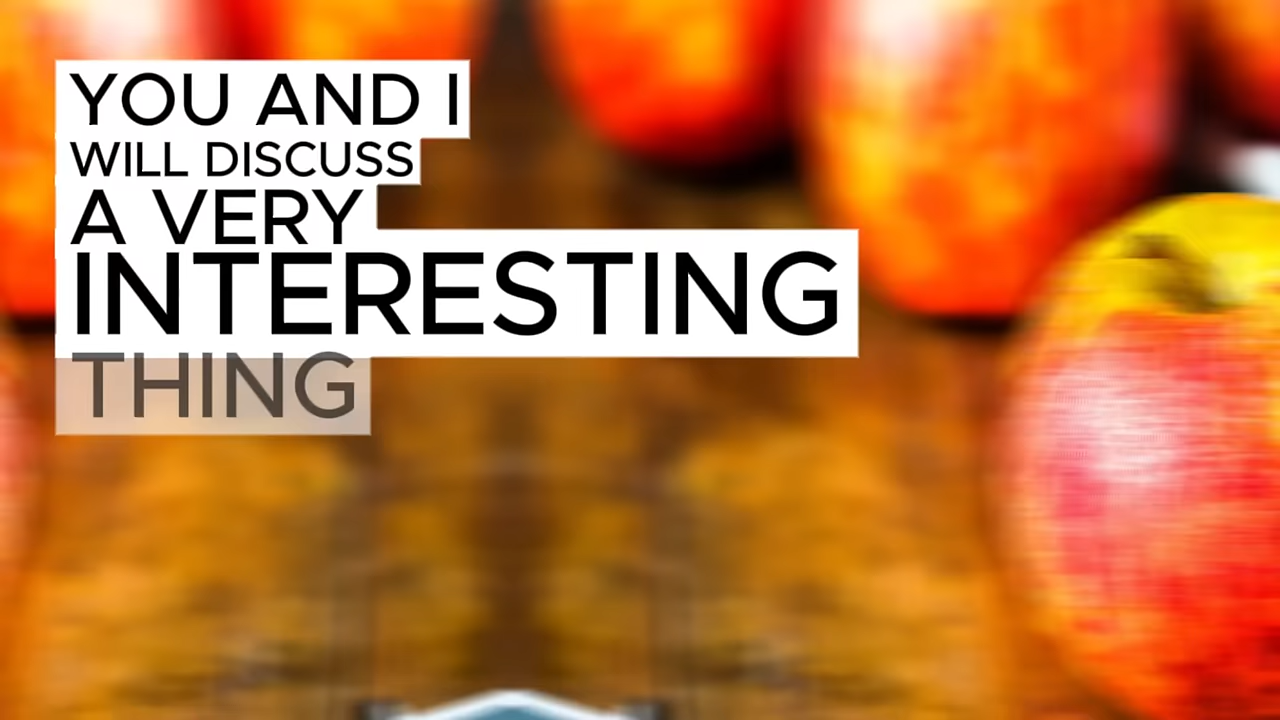 YOU AND I
WILL DISCUSS
A VERY
INTERESTING
THING